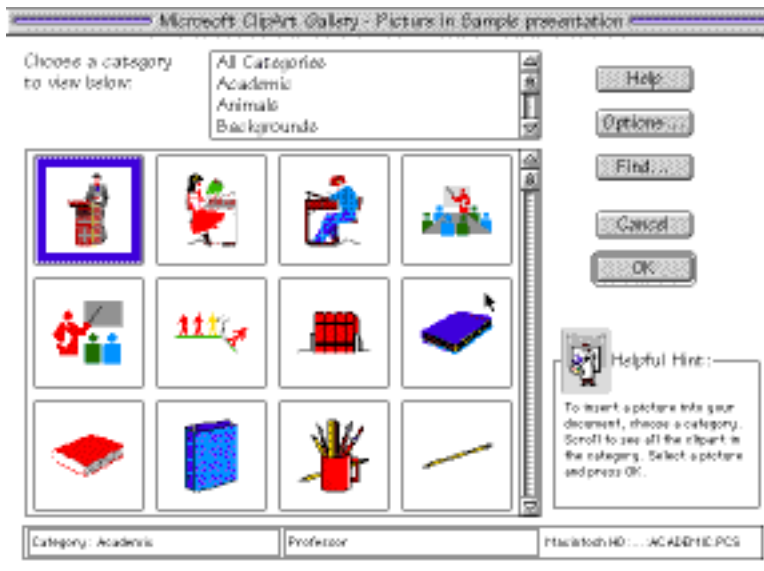 Microsoft ClipArt Gallery - Picture in Sample presentation
Choose a category
to view below:
All Categories
Academic
Animals
Backgrounds
Help
Options...
Find...
Cancel
OK
Helpful Hint:
To insert a picture into your
document, choose a category.
Scroll to see all the clipart in
the category. Select a picture
and press OK.
Category: Academic
Professor
Macintosh HD:...:ACADEMIC.PCS